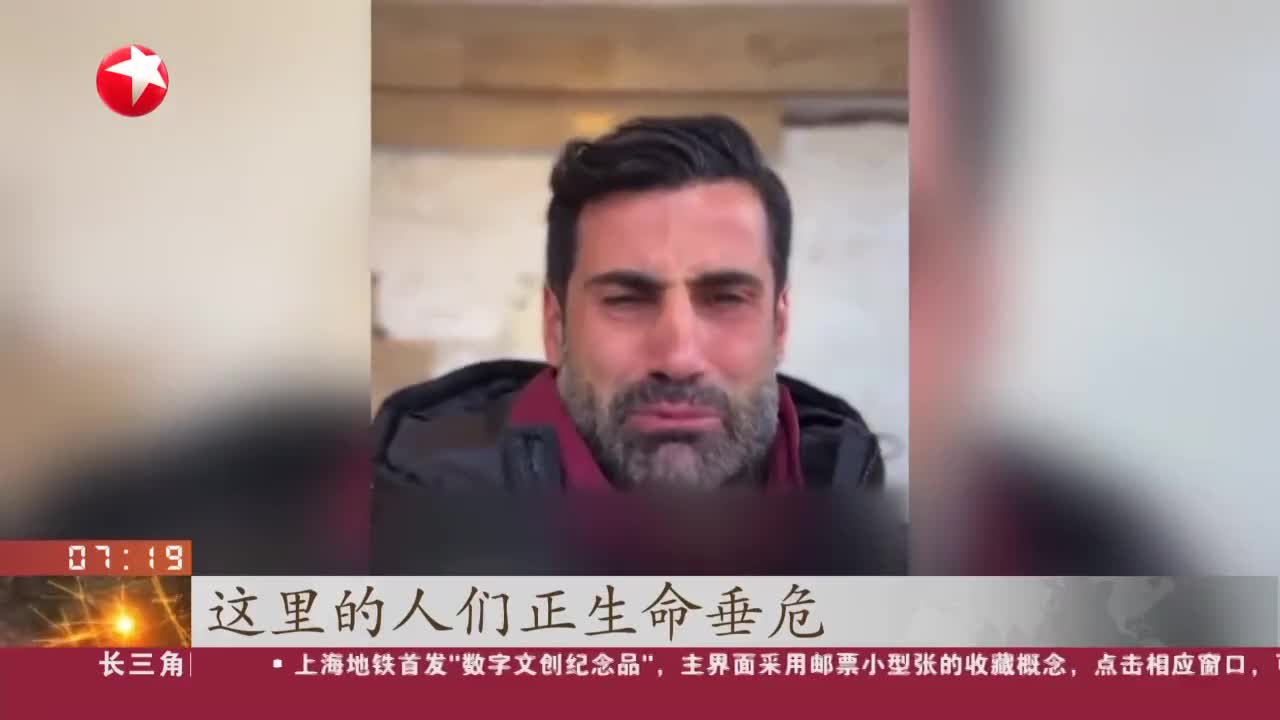 07:19
这里的人们正生命垂危
长三角
▪上海地铁首发"数字文创纪念品"，主界面采用邮票小型张的收藏概念，点击相应窗口，